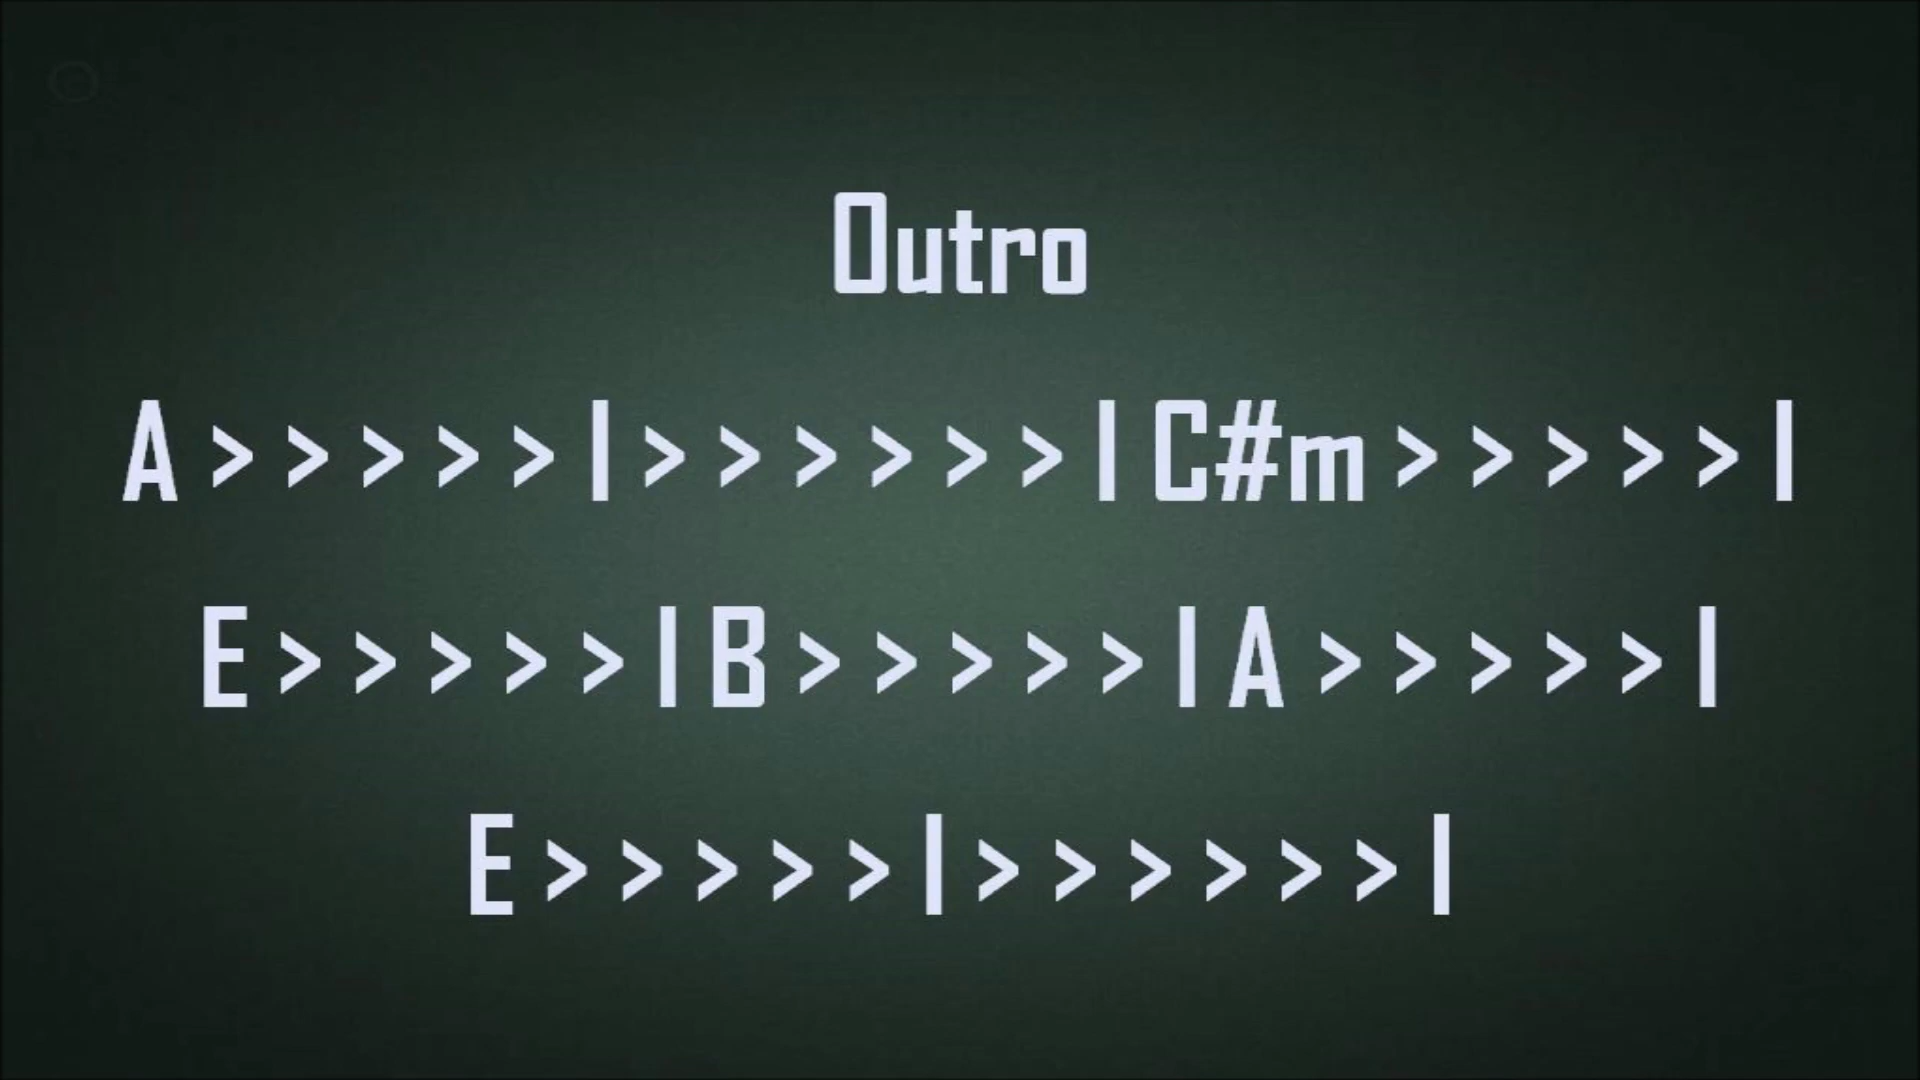 Outro
A > > > > > | > > > > > > | C#m > > > > > |
E > > > > > | B > > > > > | A > > > > > |
E > > > > > | > > > > > > |